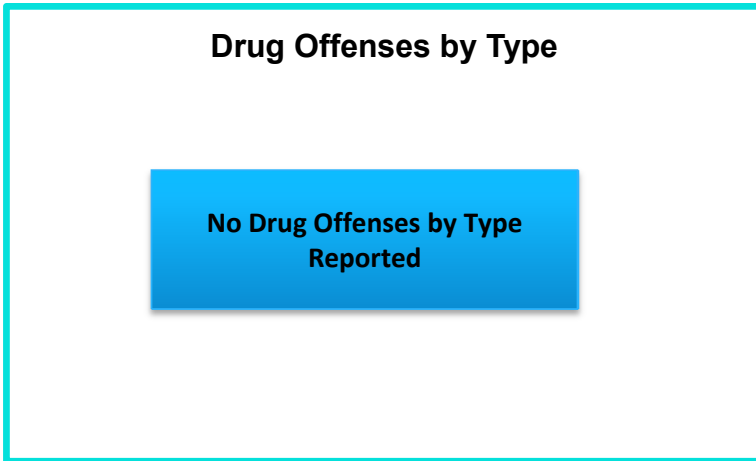 Drug Offenses by Type
No Drug Offenses by Type
Reported